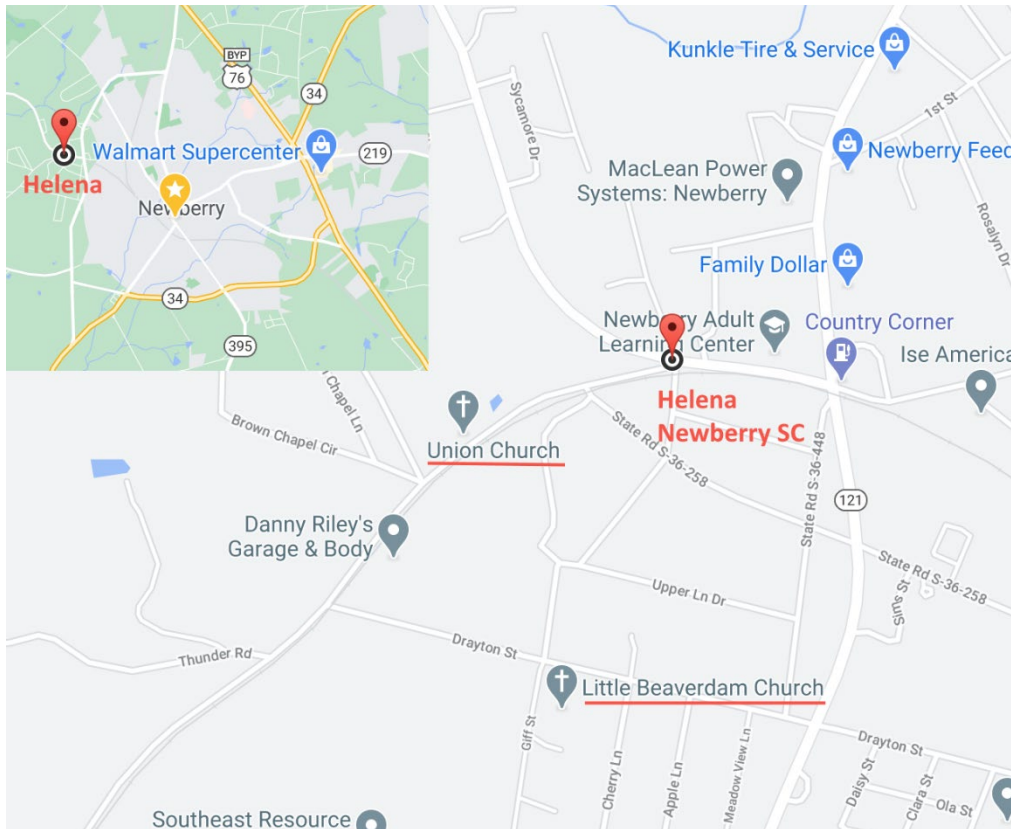 BYP
76
34
Walmart Supercenter
219
Helena
Newberry
34
395
Kunkle Tire & Service
1st St
Sycamore Dr
MacLean Power
Systems: Newberry
Newberry Feed
Rosalyn Dr
Family Dollar
Newberry Adult
Learning Center
Country Corner
Ise America
Helena
Newberry SC
Chapel Ln
Brown Chapel Cir
Union Church
State Rd S-36-258
State Rd S-36-448
121
Danny Riley's
Garage & Body
State Rd S-36-258
Upper Ln Dr
Sims St
Thunder Rd
Drayton St
Little Beaverdam Church
Giff St
Cherry Ln
Apple Ln
Meadow View Ln
Drayton St
Daisy St
Clara St
Ola St
Southeast Resource